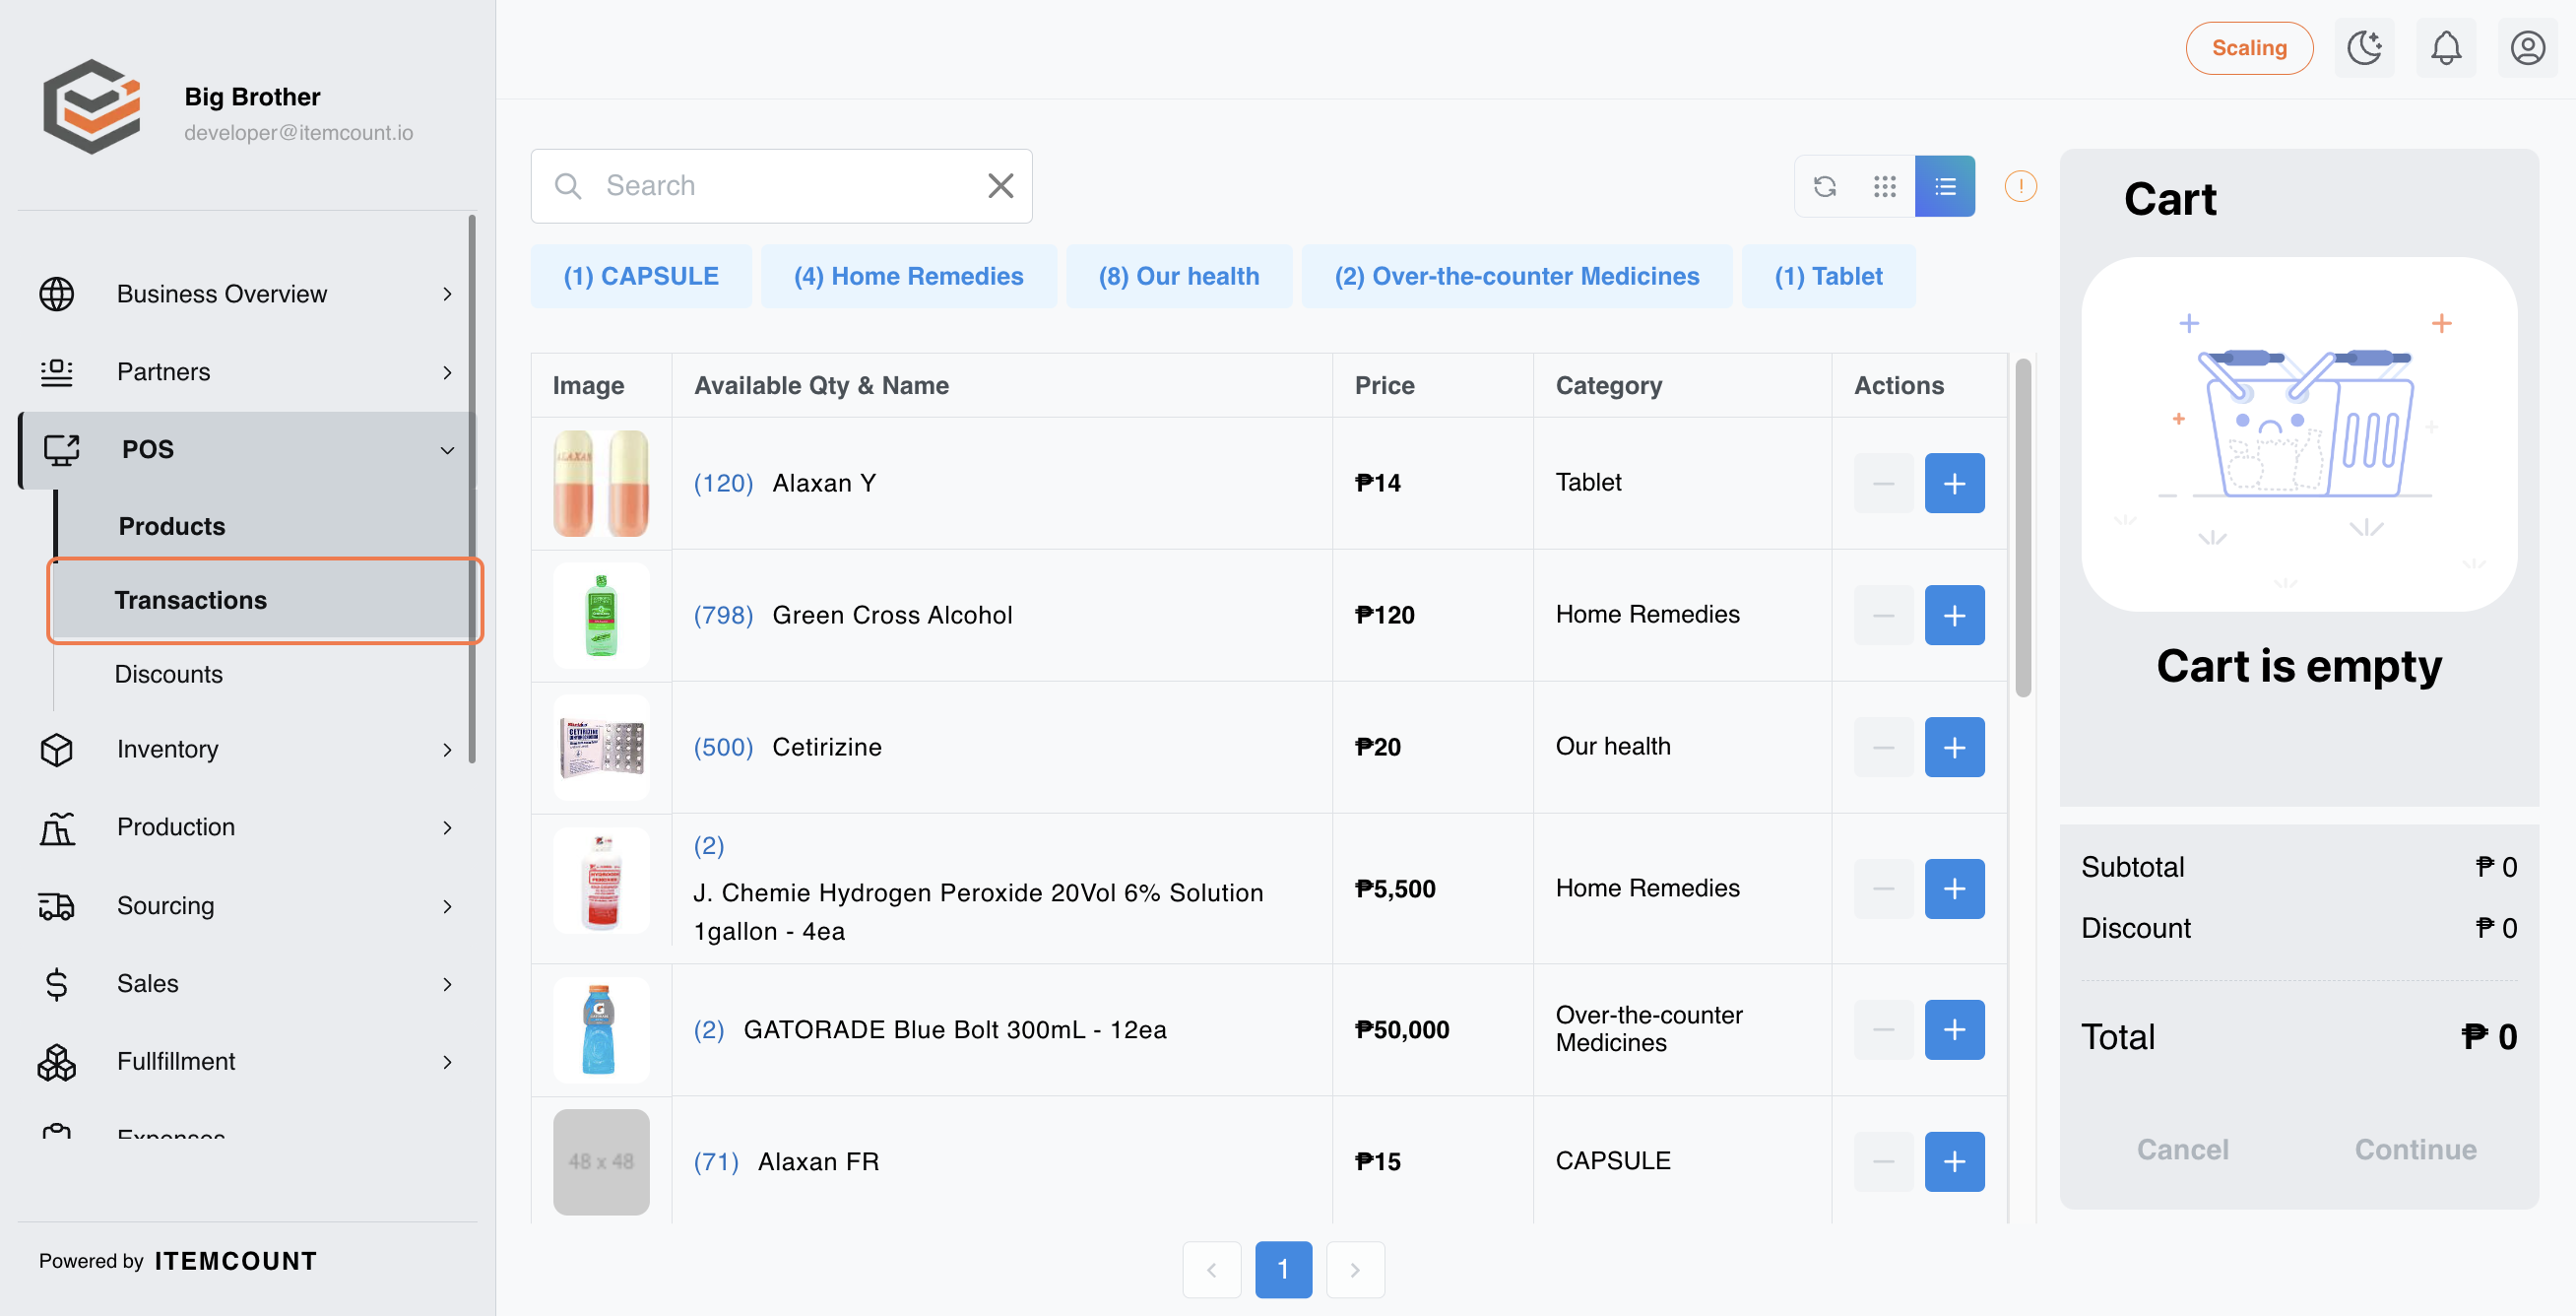 Big Brother
developer@itemcount.io
Business Overview
Partners
POS
Products
Transactions
Discounts
Inventory
Production
Sourcing
Sales
Fullfillment
Expenses
Powered by ITEMCOUNT
Scaling
Search
(1) CAPSULE
(4) Home Remedies
(8) Our health
(2) Over-the-counter Medicines
(1) Tablet
Image Available Qty & Name Price Category Actions
ALAXAN
(120) Alaxan Y ₱14 Tablet
(798) Green Cross Alcohol ₱120 Home Remedies
CETIRIZINE
(500) Cetirizine ₱20 Our health
HYDROGEN
PEROXIDE
(2)
J. Chemie Hydrogen Peroxide 20Vol 6% Solution
1gallon - 4ea
₱5,500 Home Remedies
G
(2) GATORADE Blue Bolt 300mL - 12ea ₱50,000
Over-the-counter
Medicines
48 x 48
(71) Alaxan FR ₱15 CAPSULE
1
Cart
Cart is empty
Subtotal ₱ 0
Discount ₱ 0
Total ₱ 0
Cancel Continue